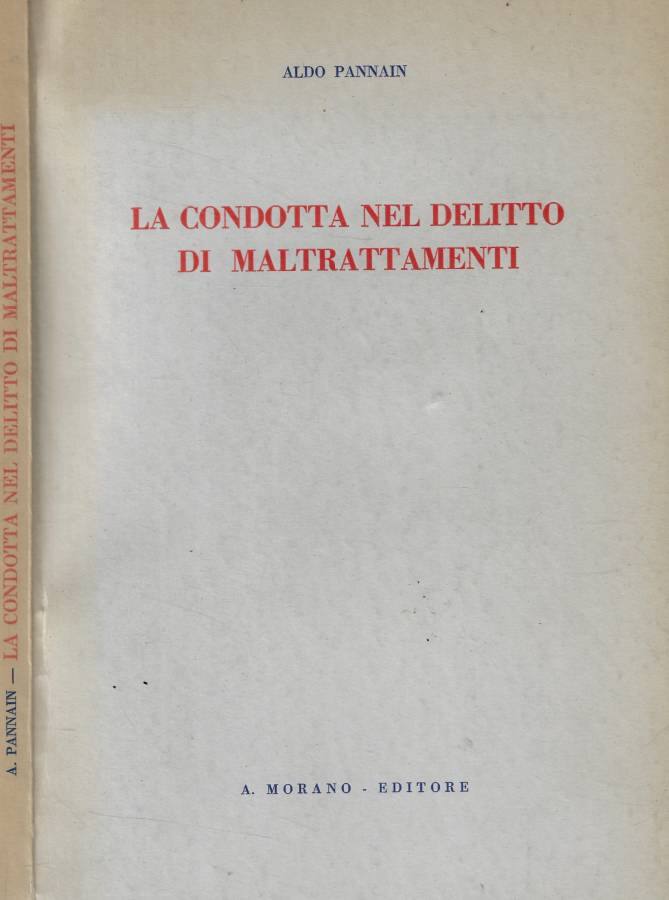 ALDO PANNAIN
LA CONDOTTA NEL DELITTO
DI MALTRATTAMENTI
A. MORANO - EDITORE
A. PANNAIN — LA CONDOTTA NEL DELITTO DI MALTRATTAMENTI